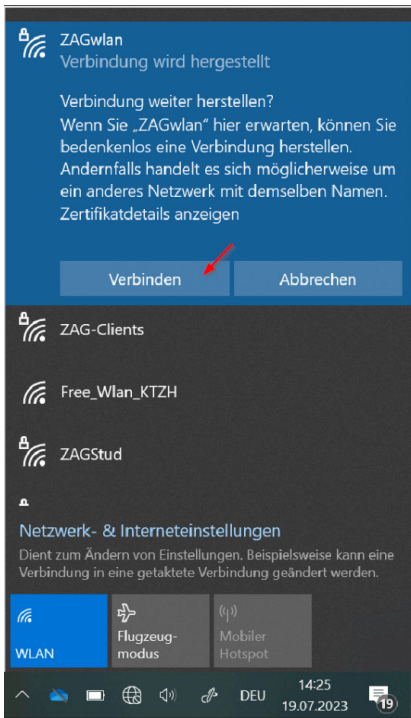 ZAGwlan
Verbindung wird hergestellt
Verbindung weiter herstellen?
Wenn Sie „ZAGwlan“ hier erwarten, können Sie
bedenkenlos eine Verbindung herstellen.
Andernfalls handelt es sich möglicherweise um
ein anderes Netzwerk mit demselben Namen.
Zertifikatdetails anzeigen
Verbinden
Abbrechen
ZAG-Clients
Free_Wlan_KTZH
ZAGStud
Netzwerk- & Interneteinstellungen
Dient zum Ändern von Einstellungen. Beispielsweise kann eine
Verbindung in eine getaktete Verbindung geändert werden.
WLAN
Flugzeug-
modus
Mobiler
Hotspot
DEU
14:25
19.07.2023
19